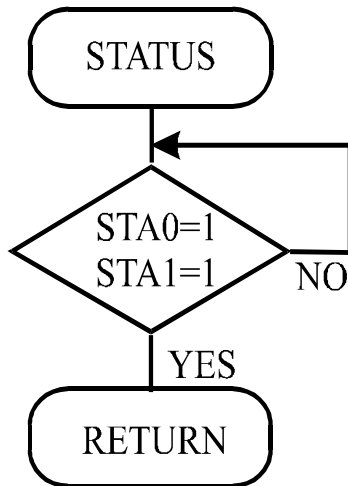 STATUS
STA0=1
STA1=1
NO
YES
RETURN